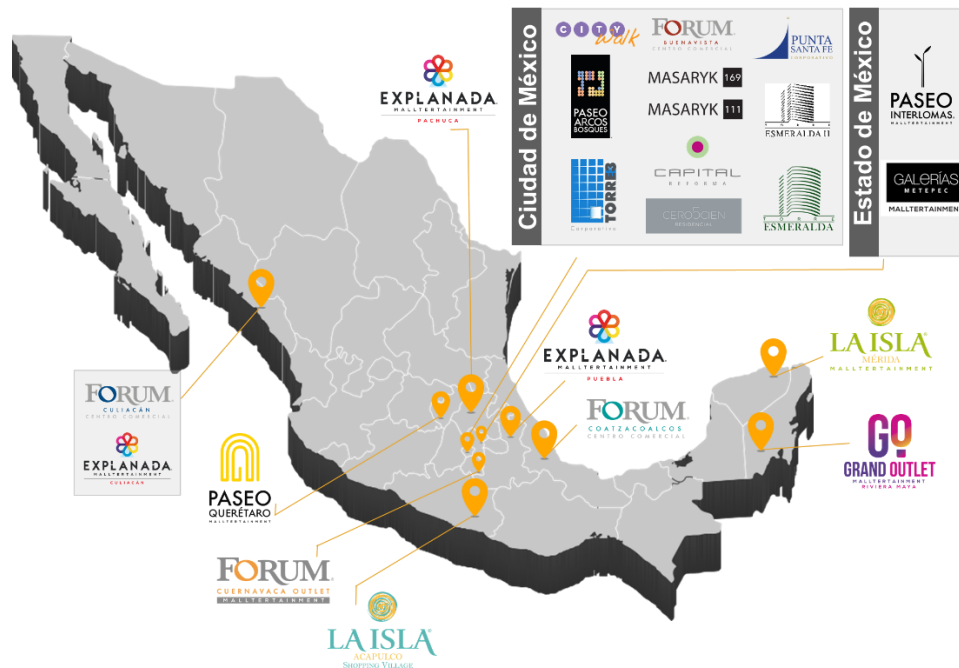 EXPLANADA
MALLTERTAINMENT
PACHUCA
Ciudad de México
CITY Walk
FORUM
BUENAVISTA
CENTRO COMERCIAL
PUNTA
SANTA FE
CORPORATIVO
PASEO
ARCOS
BOSQUES
MASARYK 169
MASARYK 111
ESMERALDA II
Corporativo
TORRE3
CAPITAL
REFORMA
CERO5CIEN
RESIDENCIAL
TORRE
ESMERALDA
Estado de México
PASEO
INTERLOMAS.
MALLTERTAINMENT
GALERÍAS
METEPEC
MALLTERTAINMENT
EXPLANADA.
MALLTERTAINMENT
PUEBLA
FORUM.
COATZACOALCOS
CENTRO COMERCIAL
LA ISLA®
MÉRIDA
MALLTERTAINMENT
GO
GRAND OUTLET
MALLTERTAINMENT
RIVIERA MAYA
FORUM.
CULIACÁN
CENTRO COMERCIAL
EXPLANADA.
MALLTERTAINMENT
CULIACÁN
PASEO
QUERÉTARO
MALLTERTAINMENT
FORUM.
CUERNAVACA OUTLET
MALLTERTAINMENT
LA ISLA®
ACAPULCO
SHOPPING VILLAGE